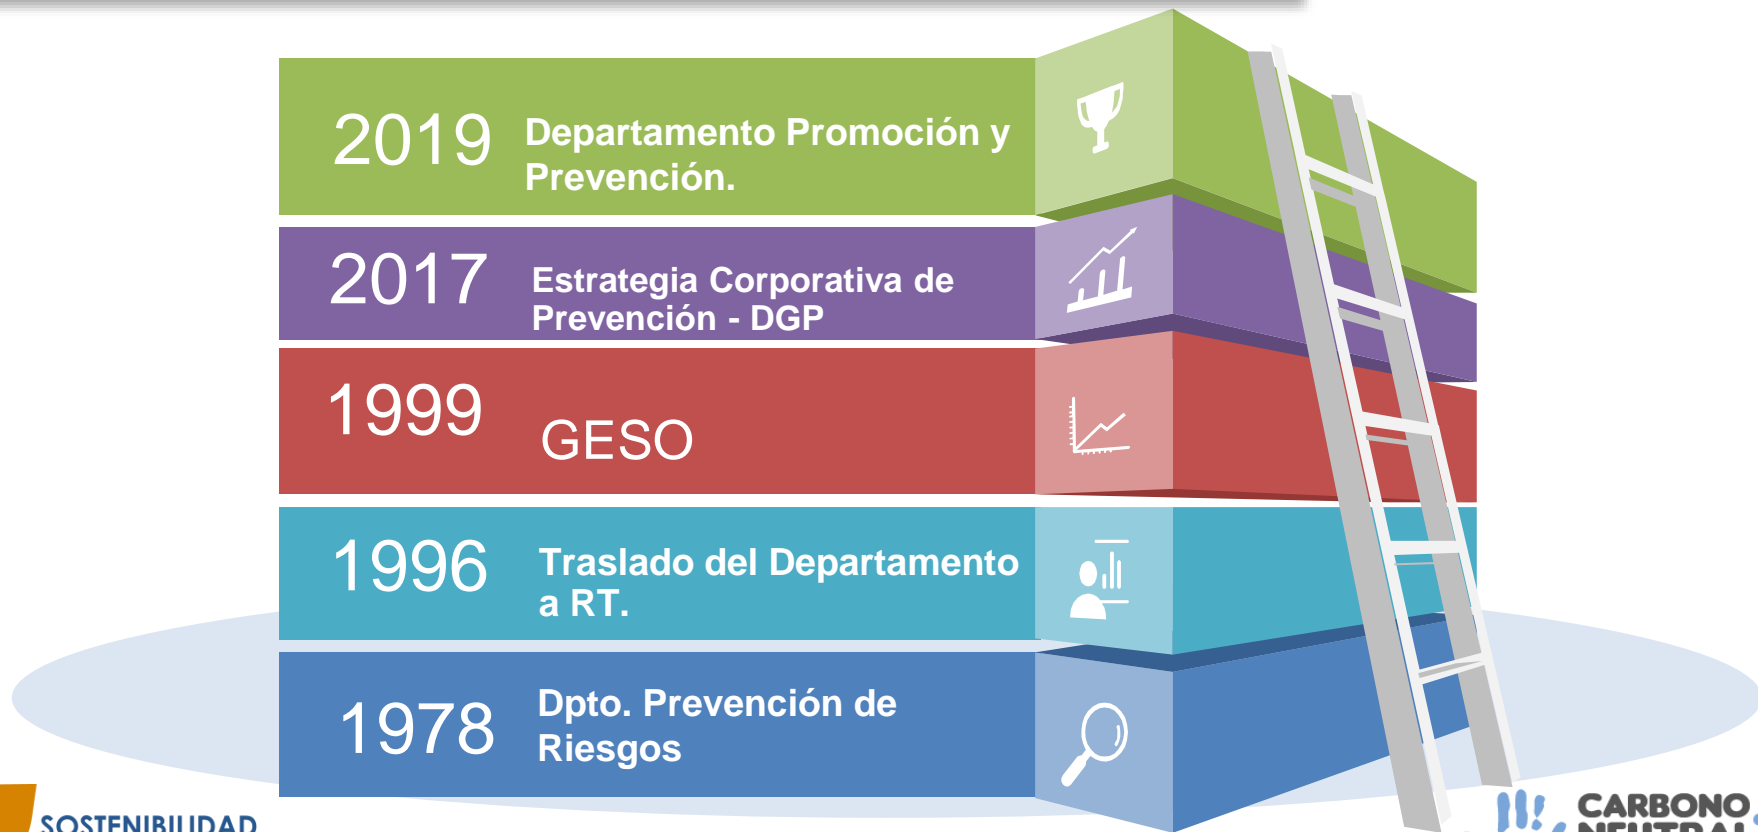 2019
Departamento Promoción y
Prevención.
2017
Estrategia Corporativa de
Prevención - DGP
1999
GESO
1996
Traslado del Departamento
a RT.
1978
Dpto. Prevención de
Riesgos
SOSTENIBILIDAD
CARBONO
NEUTRAL